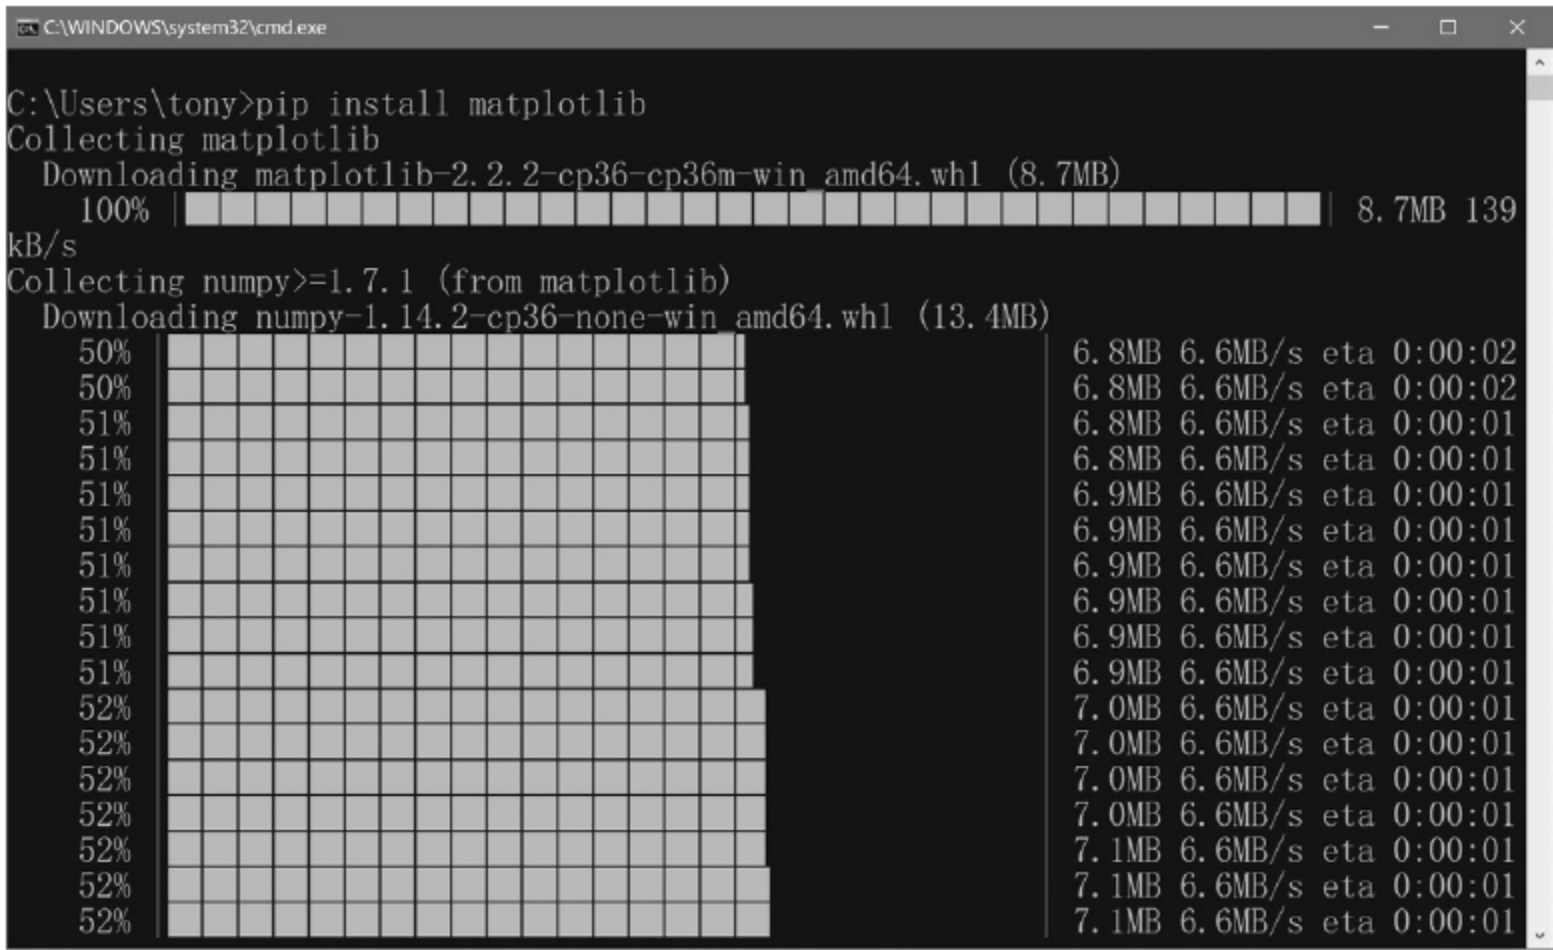 C:\WINDOWS\system32\cmd.exe
C:\Users\tony>pip install matplotlib
Collecting matplotlib
Downloading matplotlib-2.2.2-cp36-cp36m-win_amd64.whl (8.7MB)
100% 8.7MB 139
kB/s
Collecting numpy>=1.7.1 (from matplotlib)
Downloading numpy-1.14.2-cp36-none-win_amd64.whl (13.4MB)
50% 6.8MB 6.6MB/s eta 0:00:02
50% 6.8MB 6.6MB/s eta 0:00:02
51% 6.8MB 6.6MB/s eta 0:00:01
51% 6.8MB 6.6MB/s eta 0:00:01
51% 6.9MB 6.6MB/s eta 0:00:01
51% 6.9MB 6.6MB/s eta 0:00:01
51% 6.9MB 6.6MB/s eta 0:00:01
51% 6.9MB 6.6MB/s eta 0:00:01
51% 6.9MB 6.6MB/s eta 0:00:01
51% 6.9MB 6.6MB/s eta 0:00:01
52% 7.0MB 6.6MB/s eta 0:00:01
52% 7.0MB 6.6MB/s eta 0:00:01
52% 7.0MB 6.6MB/s eta 0:00:01
52% 7.0MB 6.6MB/s eta 0:00:01
52% 7.1MB 6.6MB/s eta 0:00:01
52% 7.1MB 6.6MB/s eta 0:00:01
52% 7.1MB 6.6MB/s eta 0:00:01